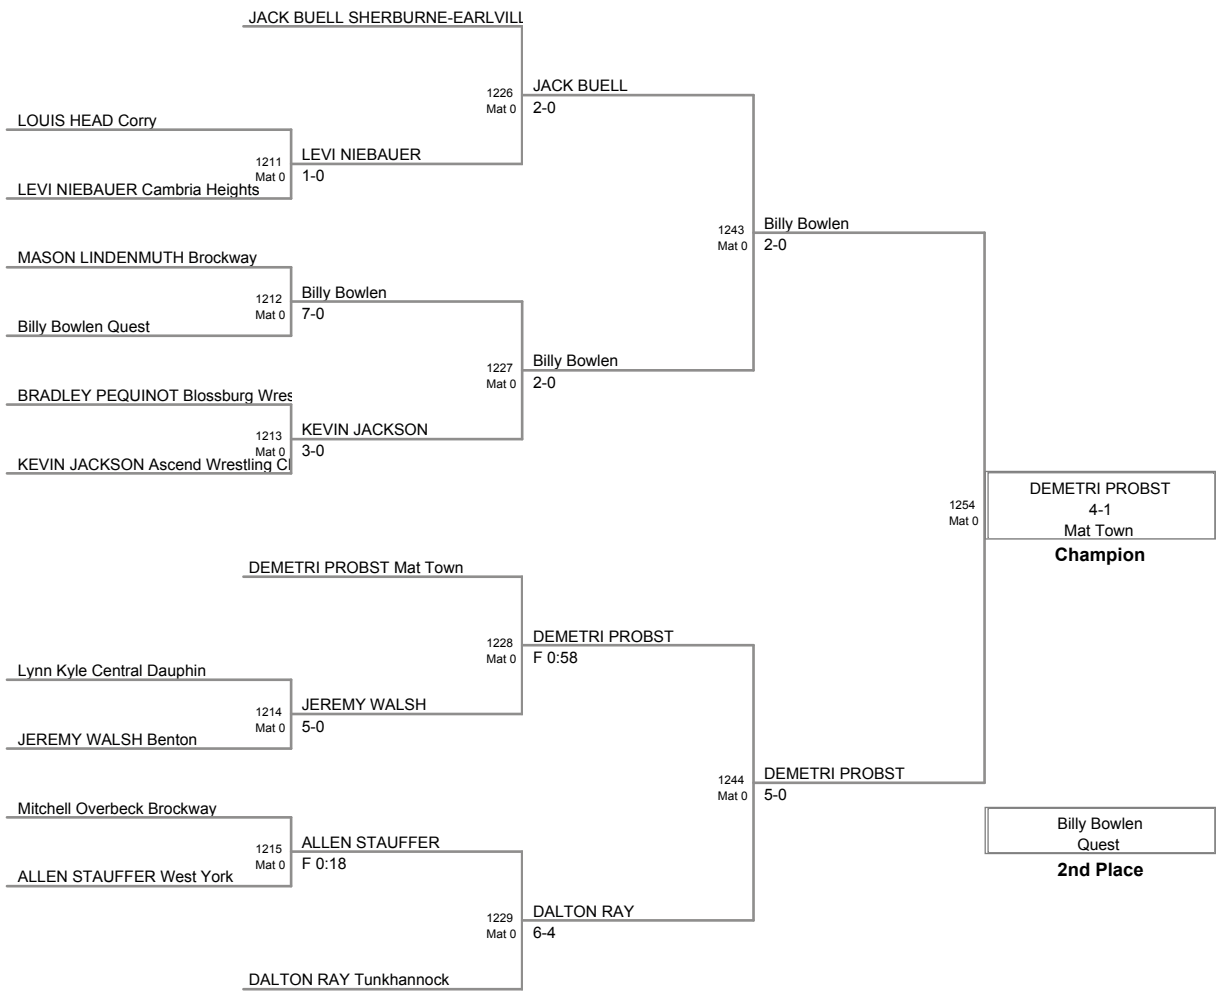 JACK BUELL SHERBURNE-EARLVILL
1226
Mat 0
JACK BUELL
2-0
LOUIS HEAD Corry
1211
Mat 0
LEVI NIEBAUER
1-0
LEVI NIEBAUER Cambria Heights
1243
Mat 0
Billy Bowlen
2-0
MASON LINDENMUTH Brockway
1212
Mat 0
Billy Bowlen
7-0
Billy Bowlen Quest
1227
Mat 0
Billy Bowlen
2-0
BRADLEY PEQUINOT Blossburg Wres
1213
Mat 0
KEVIN JACKSON
3-0
KEVIN JACKSON Ascend Wrestling Cl
1254
Mat 0
DEMETRI PROBST
4-1
Mat Town
Champion
DEMETRI PROBST Mat Town
1228
Mat 0
DEMETRI PROBST
F 0:58
Lynn Kyle Central Dauphin
1214
Mat 0
JEREMY WALSH
5-0
JEREMY WALSH Benton
1244
Mat 0
DEMETRI PROBST
5-0
Mitchell Overbeck Brockway
1215
Mat 0
ALLEN STAUFFER
F 0:18
ALLEN STAUFFER West York
Billy Bowlen
Quest
2nd Place
1229
Mat 0
DALTON RAY
6-4
DALTON RAY Tunkhannock